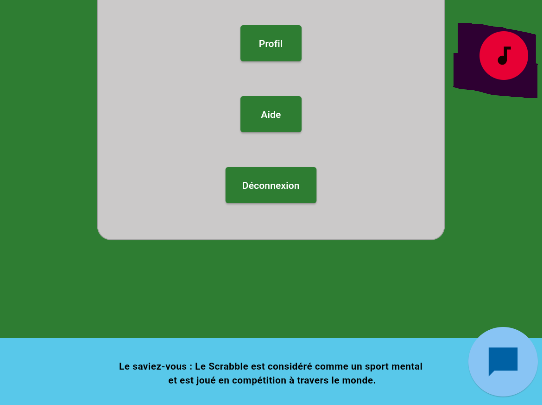 Profil
Aide
Déconnexion
Le saviez-vous : Le Scrabble est considéré comme un sport mental
et est joué en compétition à travers le monde.